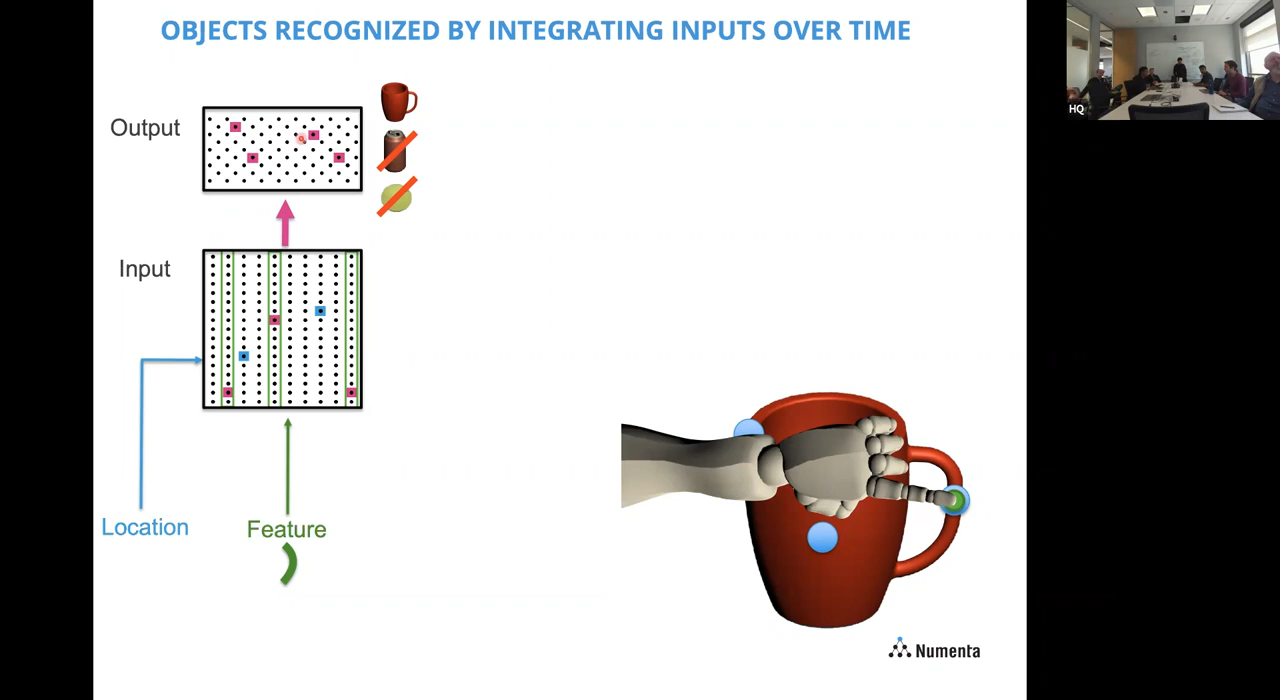 OBJECTS RECOGNIZED BY INTEGRATING INPUTS OVER TIME
Output
Input
Location
Feature
Numenta
HQ